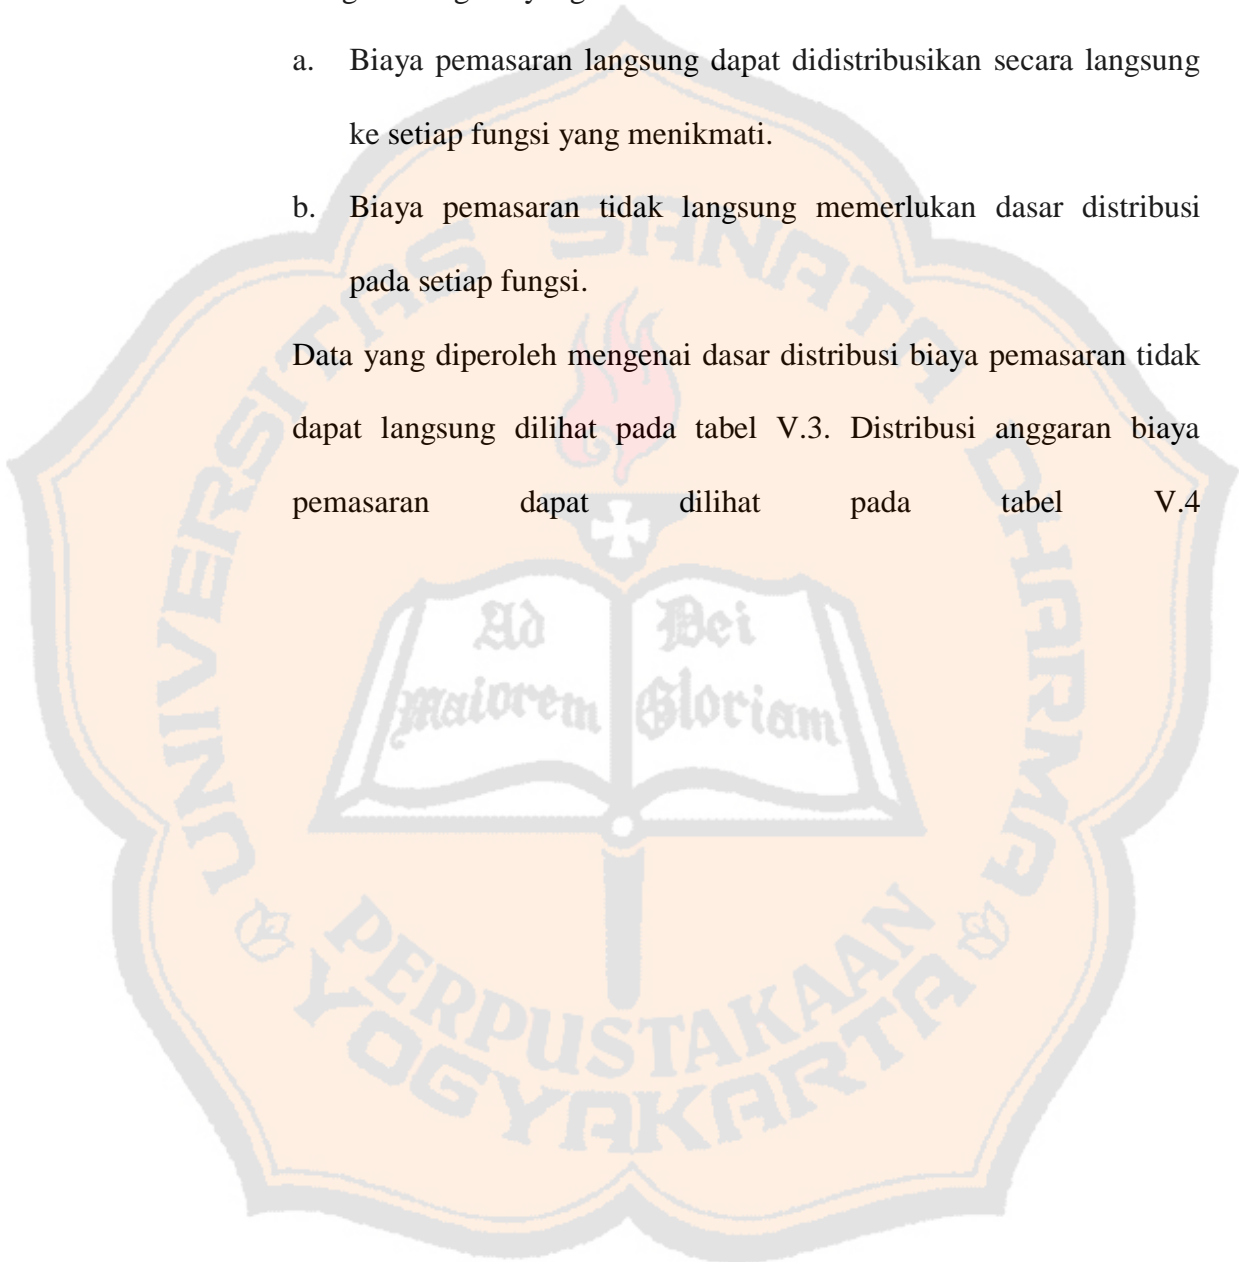 a. Biaya pemasaran langsung dapat didistribusikan secara langsung
ke setiap fungsi yang menikmati.
b. Biaya pemasaran tidak langsung memerlukan dasar distribusi
pada setiap fungsi.
Data yang diperoleh mengenai dasar distribusi biaya pemasaran tidak
dapat langsung dilihat pada tabel V.3. Distribusi anggaran biaya
pemasaran dapat dilihat pada tabel V.4
UNIVERSITAS SANATA DHARMA
Ad Dei
maiorem Gloriam
PERPUSTAKAAN
YOGYAKARTA